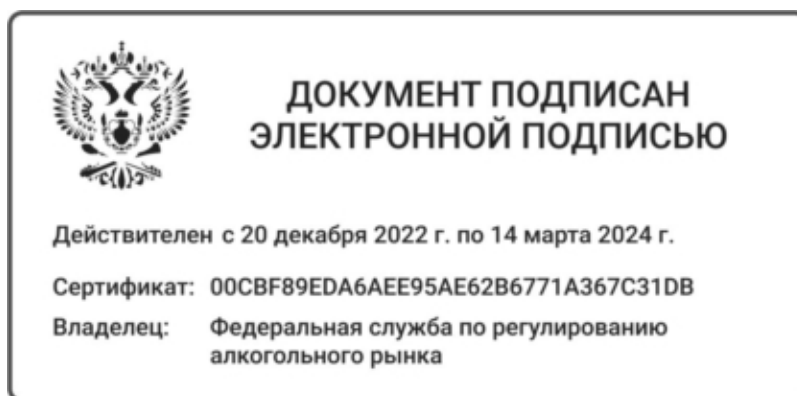 ДОКУМЕНТ ПОДПИСАН
ЭЛЕКТРОННОЙ ПОДПИСЬЮ
Действителен с 20 декабря 2022 г. по 14 марта 2024 г.
Сертификат: 00CBF89EDA6AEE95AE62B6771A367C31DB
Владелец: Федеральная служба по регулированию
алкогольного рынка